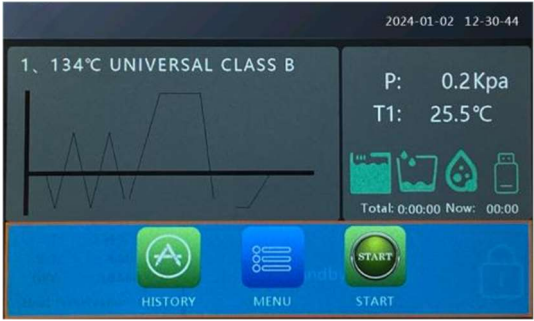 2024-01-02 12-30-44
1、134℃ UNIVERSAL CLASS B
P: 0.2Kpa
T1: 25.5℃
Total: 0:00:00 Now: 00:00
START
HISTORY
MENU
START